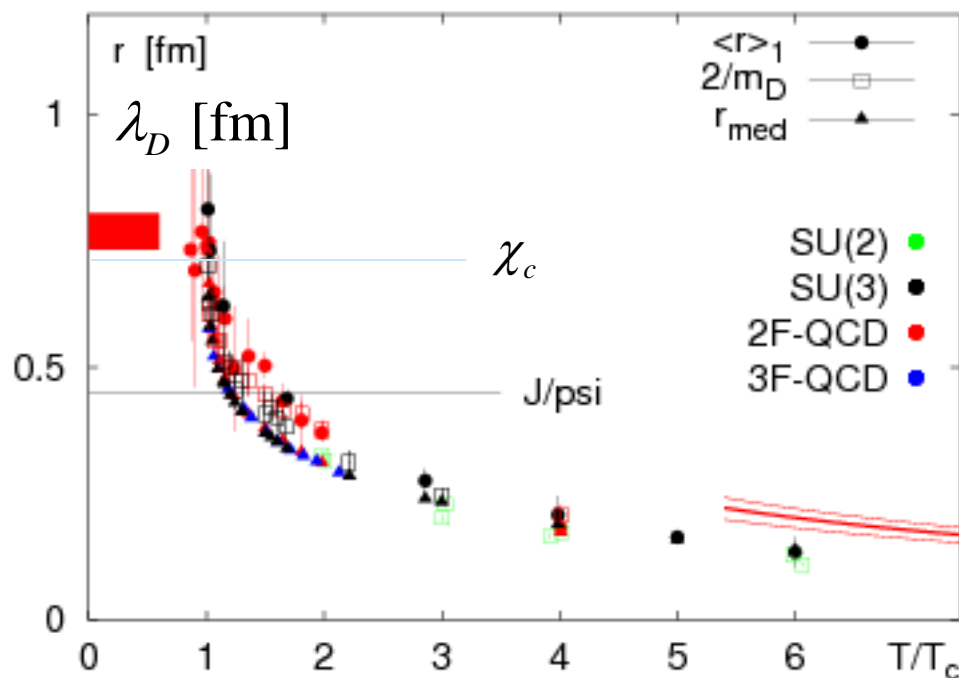 r [fm]
λ_D [fm]
<r>₁
2/m_D
r_med
1
0.5
0
χ_c
J/psi
SU(2)
SU(3)
2F-QCD
3F-QCD
0 1 2 3 4 5 6 T/T_c